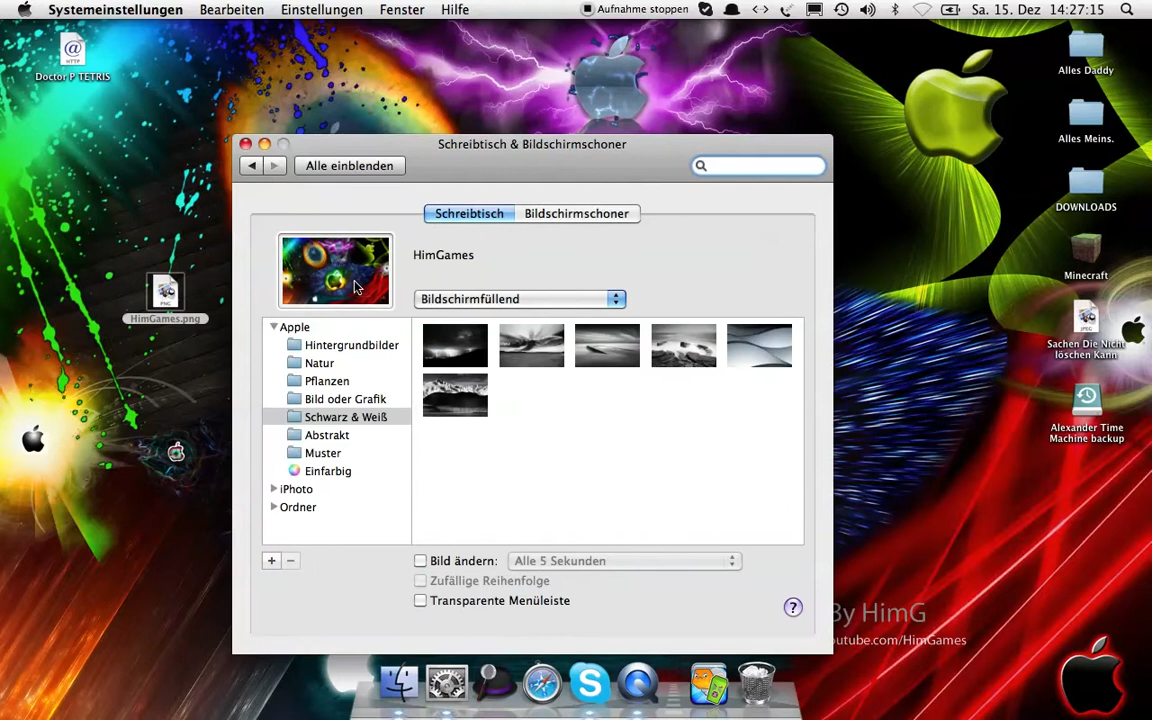 Systemeinstellungen Bearbeiten Einstellungen Fenster Hilfe Aufnahme stoppen Sa. 15. Dez 14:27:15
Doctor P TETRIS
HTTP
Alles Daddy
Alles Meins.
DOWNLOADS
Minecraft
JPEG
Sachen Die Nicht
löschen Kann
Alexander Time
Machine backup
PNG
HimGames.png
Schreibtisch & Bildschirmschoner
Alle einblenden
Schreibtisch Bildschirmschoner
HimGames
Bildschirmfüllend
Apple
Hintergrundbilder
Natur
Pflanzen
Bild oder Grafik
Schwarz & Weiß
Abstrakt
Muster
Einfarbig
iPhoto
Ordner
+ −
Bild ändern: Alle 5 Sekunden
Zufällige Reihenfolge
Transparente Menüleiste
?
By HimG
outube.com/HimGames